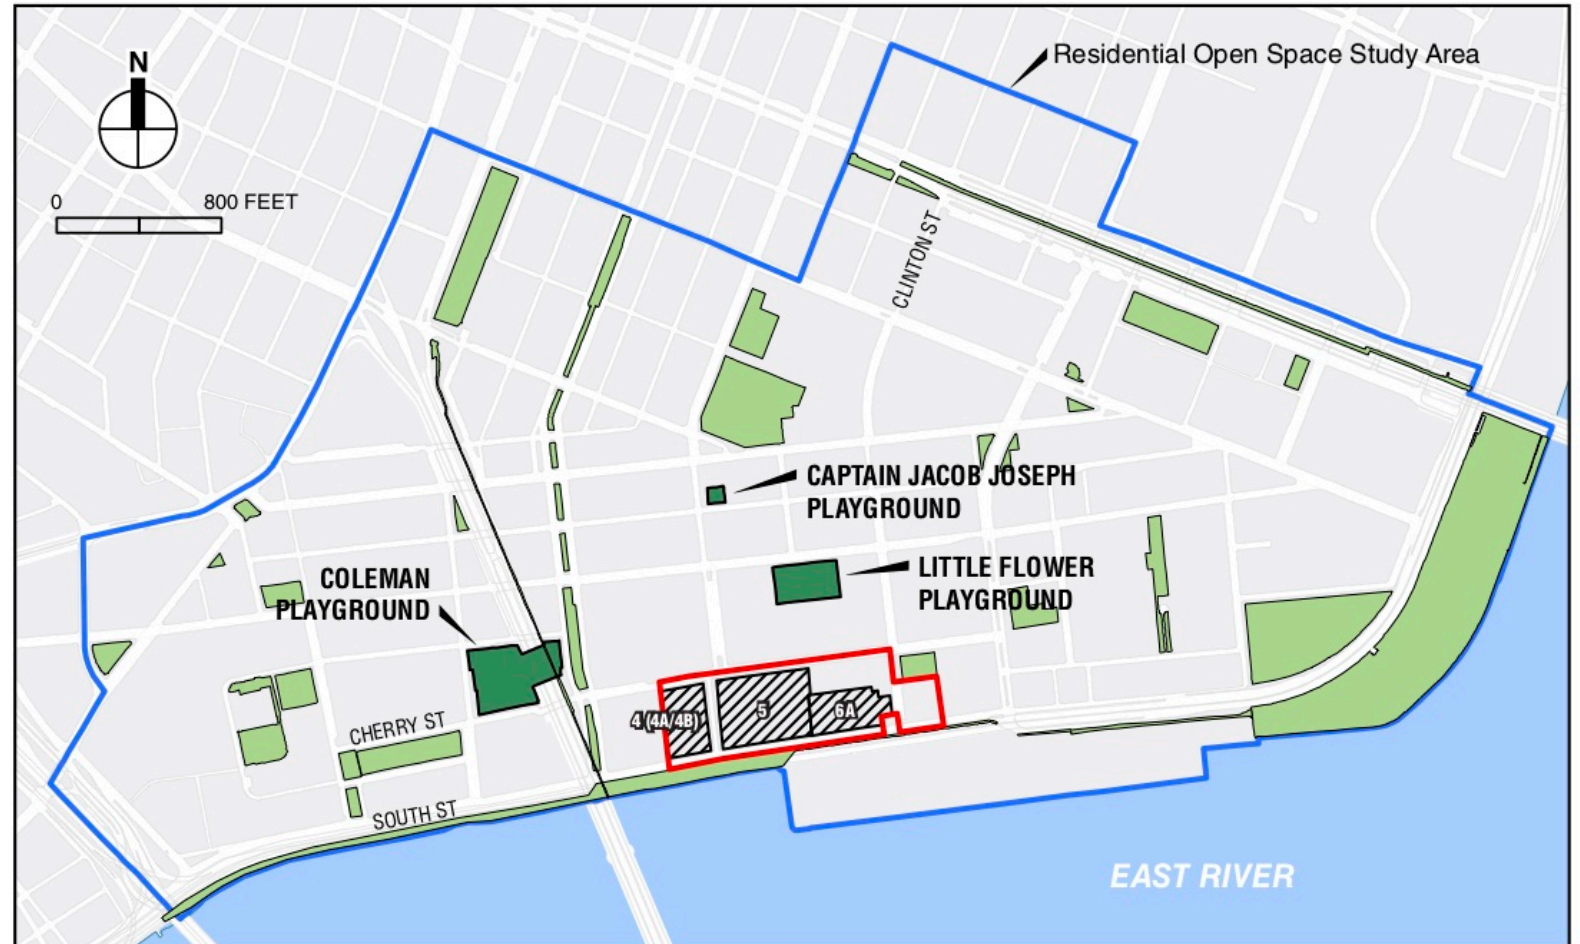 N
0 800 FEET
Residential Open Space Study Area
CLINTON ST
CAPTAIN JACOB JOSEPH
PLAYGROUND
COLEMAN
PLAYGROUND
LITTLE FLOWER
PLAYGROUND
4 (4A/4B)
5
6A
CHERRY ST
SOUTH ST
EAST RIVER